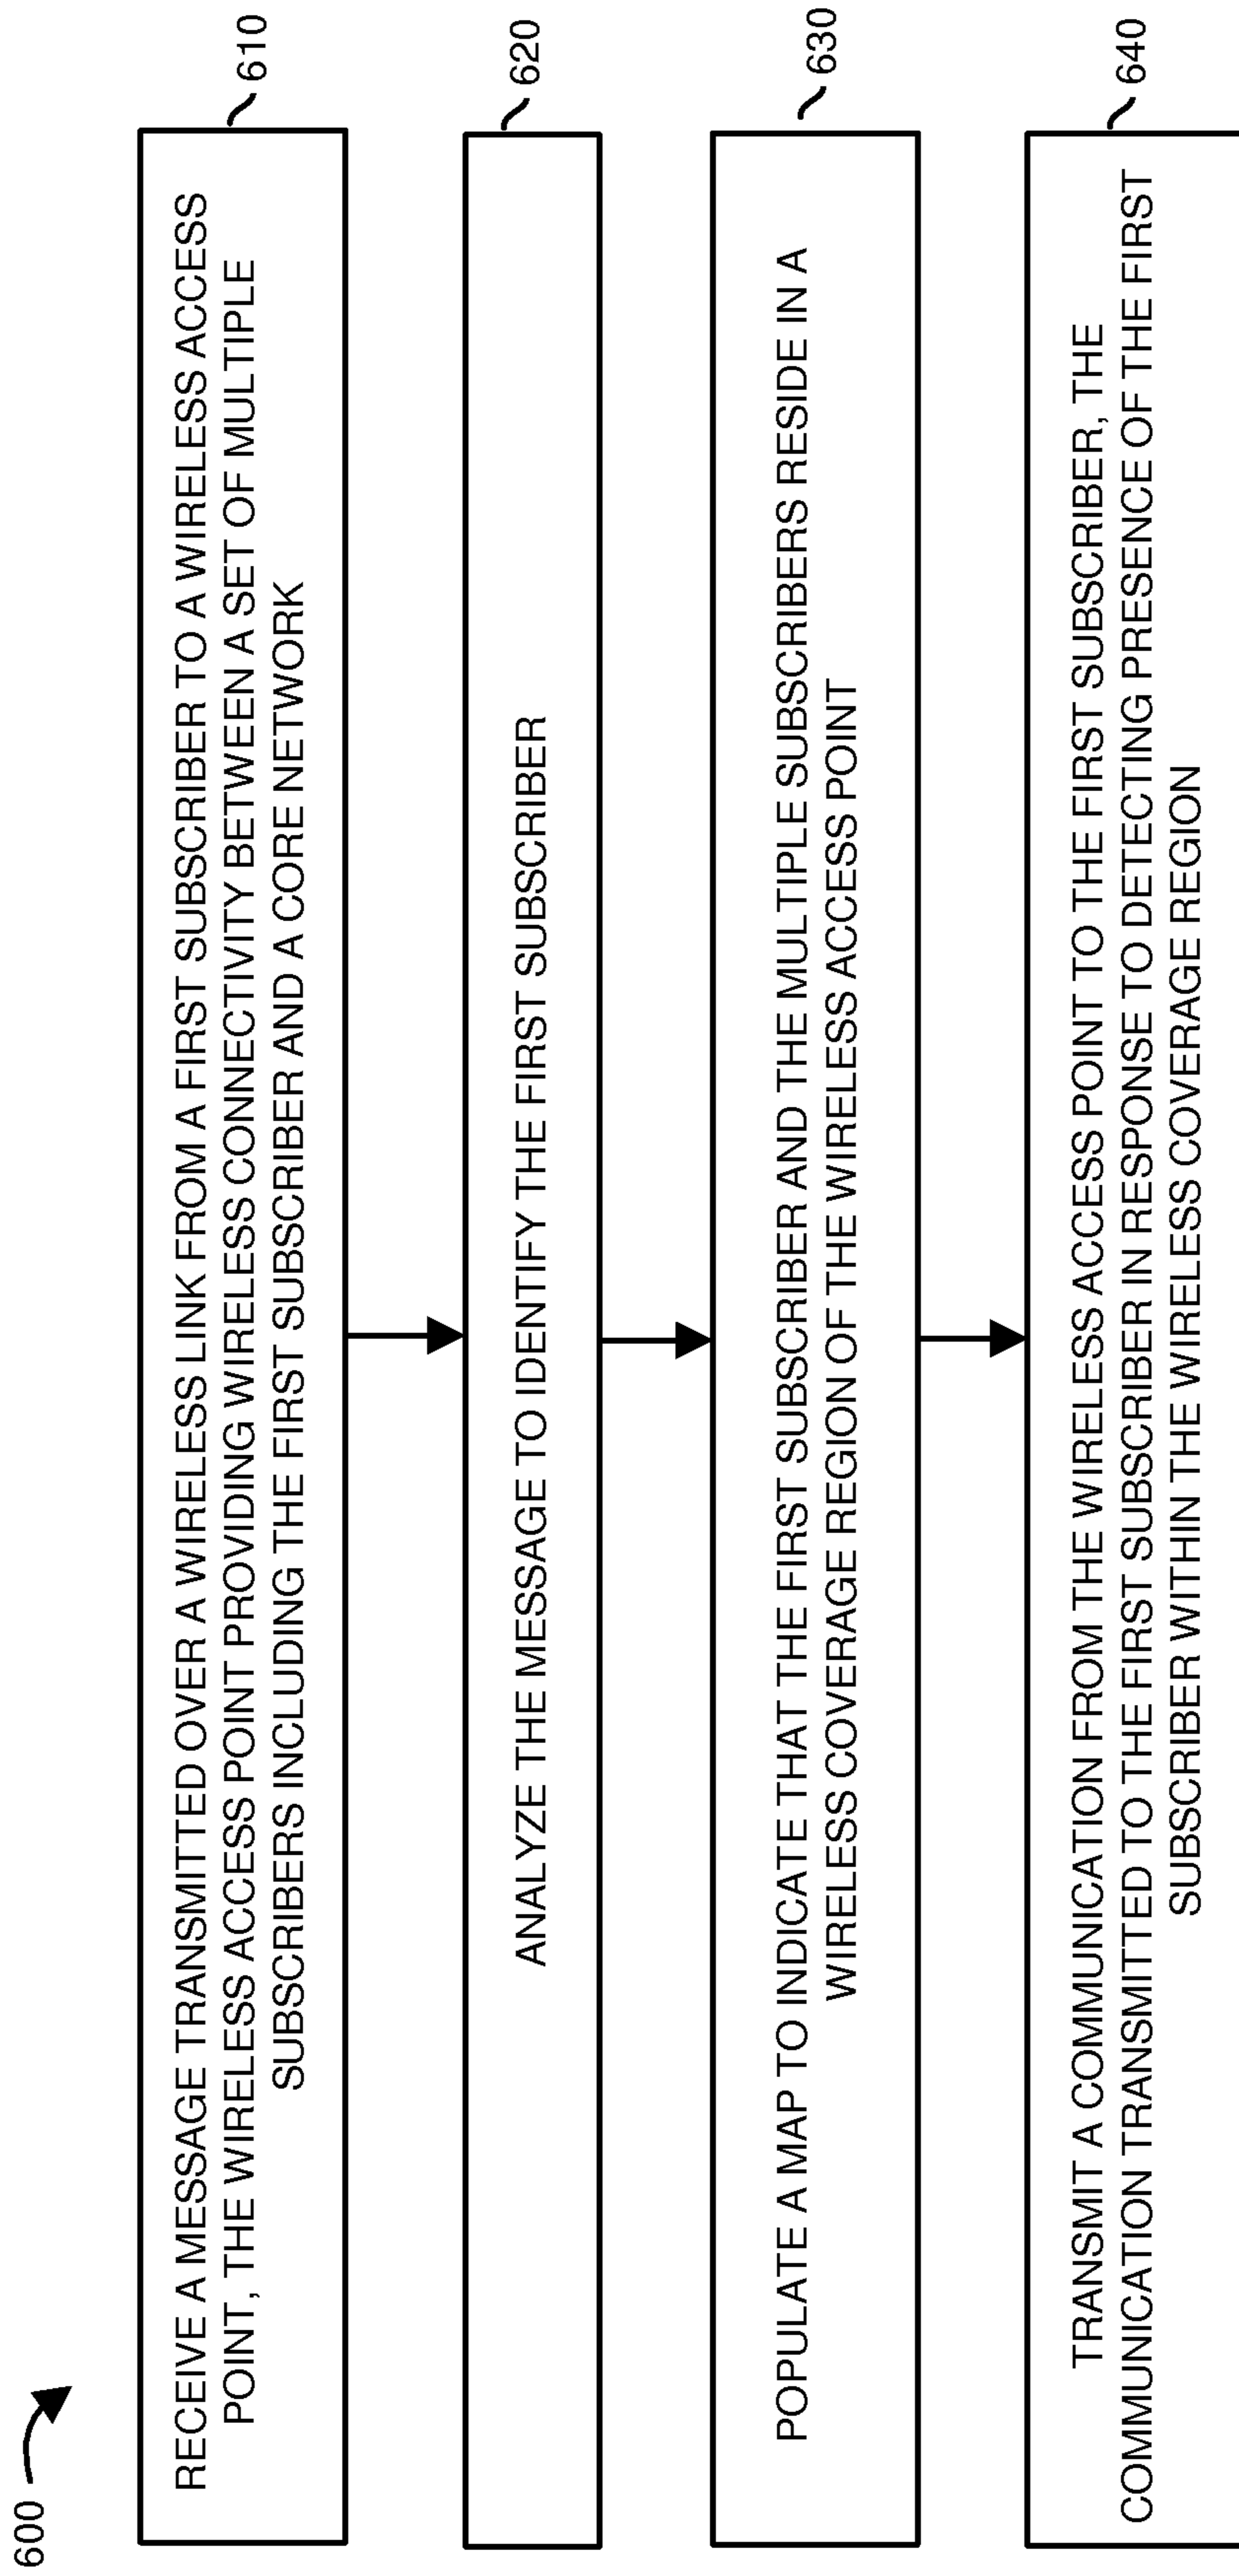 600
RECEIVE A MESSAGE TRANSMITTED OVER A WIRELESS LINK FROM A FIRST SUBSCRIBER TO A WIRELESS ACCESS
POINT, THE WIRELESS ACCESS POINT PROVIDING WIRELESS CONNECTIVITY BETWEEN A SET OF MULTIPLE
SUBSCRIBERS INCLUDING THE FIRST SUBSCRIBER AND A CORE NETWORK
610
ANALYZE THE MESSAGE TO IDENTIFY THE FIRST SUBSCRIBER
620
POPULATE A MAP TO INDICATE THAT THE FIRST SUBSCRIBER AND THE MULTIPLE SUBSCRIBERS RESIDE IN A
WIRELESS COVERAGE REGION OF THE WIRELESS ACCESS POINT
630
TRANSMIT A COMMUNICATION FROM THE WIRELESS ACCESS POINT TO THE FIRST SUBSCRIBER, THE
COMMUNICATION TRANSMITTED TO THE FIRST SUBSCRIBER IN RESPONSE TO DETECTING PRESENCE OF THE FIRST
SUBSCRIBER WITHIN THE WIRELESS COVERAGE REGION
640